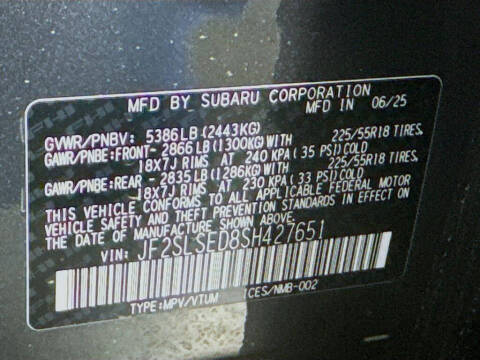 MFD BY SUBARU CORPORATION
MFD IN 06/25
GVWR/PNBV: 5386LB(2443KG)
GAWR/PNBE:FRONT- 2866LB(1300KG)WITH 225/55R18 TIRES,
18X7J RIMS AT 240 KPA(35 PSI)COLD
GAWR/PNBE:REAR- 2835LB(1286KG)WITH 225/55R18 TIRES,
18X7J RIMS AT 230 KPA(33 PSI)COLD
THIS VEHICLE CONFORMS TO ALL APPLICABLE FEDERAL MOTOR
VEHICLE SAFETY AND THEFT PREVENTION STANDARDS IN EFFECT ON THE
DATE OF MANUFACTURE SHOWN ABOVE.
VIN: JF2SLSED8SH427651
TYPE:MPV/VTUM CES/NMB-002